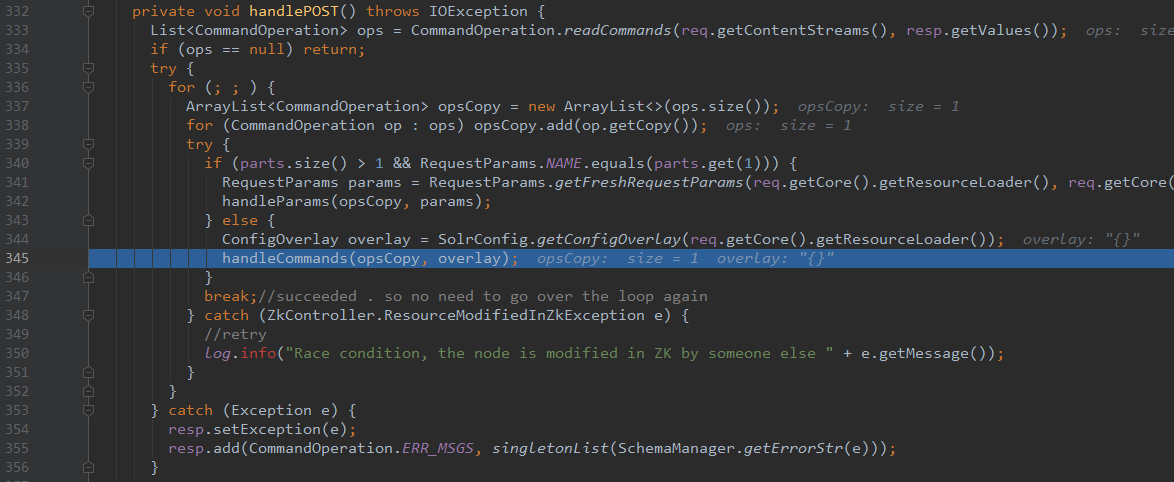 332 private void handlePOST() throws IOException {
333 List<CommandOperation> ops = CommandOperation.readCommands(req.getContentStreams(), resp.getValues()); ops: size
334 if (ops == null) return;
335 try {
336 for (; ; ) {
337 ArrayList<CommandOperation> opsCopy = new ArrayList<>(ops.size()); opsCopy: size = 1
338 for (CommandOperation op : ops) opsCopy.add(op.getCopy()); ops: size = 1
339 try {
340 if (parts.size() > 1 && RequestParams.NAME.equals(parts.get(1))) {
341 RequestParams params = RequestParams.getFreshRequestParams(req.getCore().getResourceLoader(), req.getCore(
342 handleParams(opsCopy, params);
343 } else {
344 ConfigOverlay overlay = SolrConfig.getConfigOverlay(req.getCore().getResourceLoader()); overlay: "{}"
345 handleCommands(opsCopy, overlay); opsCopy: size = 1 overlay: "{}"
346 }
347 break;//succeeded . so no need to go over the loop again
348 } catch (ZkController.ResourceModifiedInZkException e) {
349 //retry
350 log.info("Race condition, the node is modified in ZK by someone else " + e.getMessage());
351 }
352 }
353 } catch (Exception e) {
354 resp.setException(e);
355 resp.add(CommandOperation.ERR_MSGS, singletonList(SchemaManager.getErrorStr(e)));
356 }